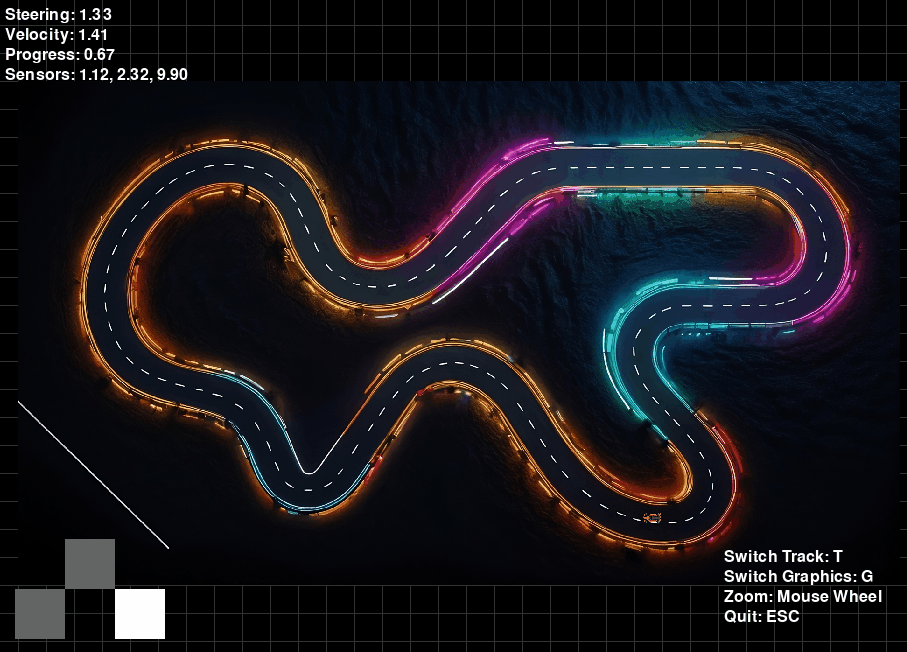 Steering: 1.33
Velocity: 1.41
Progress: 0.67
Sensors: 1.12, 2.32, 9.90
Switch Track: T
Switch Graphics: G
Zoom: Mouse Wheel
Quit: ESC